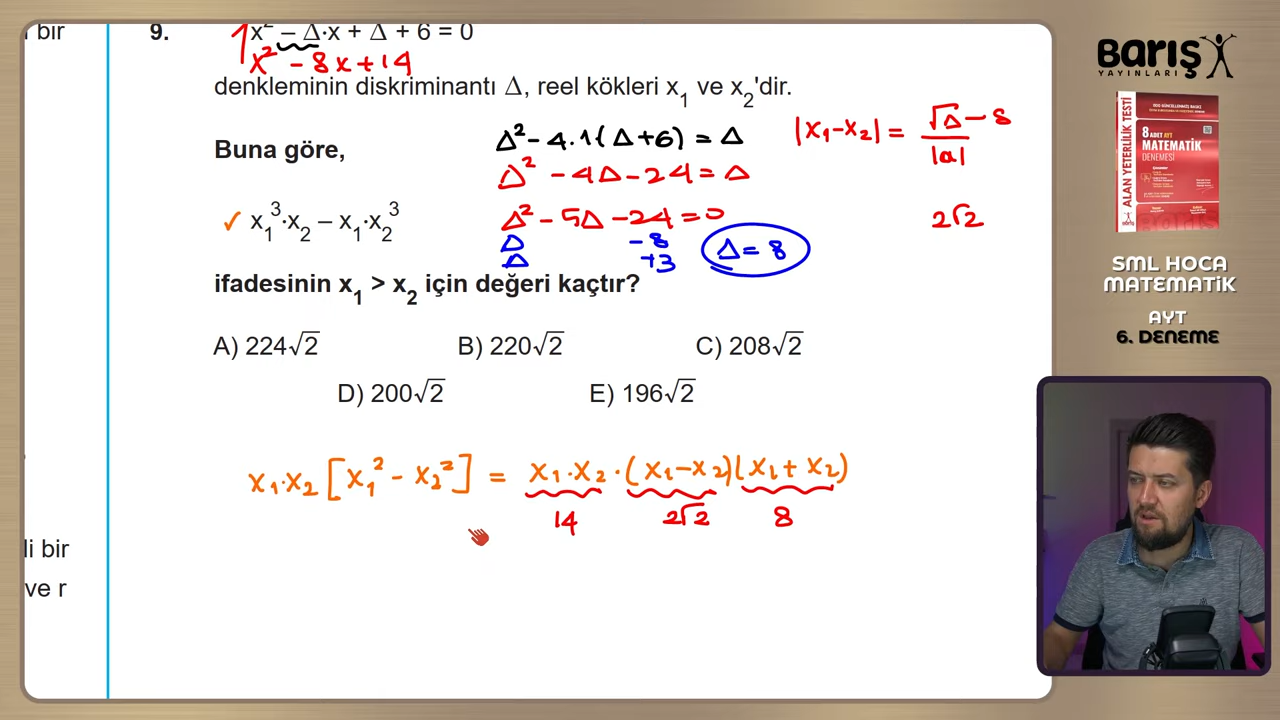 li bir
9. x² – Δ·x + Δ + 6 = 0
x² – 8x + 14
denkleminin diskriminantı Δ, reel kökleri x₁ ve x₂'dir.
Δ² – 4.1(Δ+6) = Δ
|x₁–x₂| = √Δ – 8 / |a|
Buna göre,
Δ² – 4Δ – 24 = Δ
✓ x₁³·x₂ – x₁·x₂³
Δ² – 5Δ – 24 = 0
2√2
Δ –8
Δ +3
Δ = 8
ifadesinin x₁ > x₂ için değeri kaçtır?
A) 224√2 B) 220√2 C) 208√2
D) 200√2 E) 196√2
x₁·x₂ [x₁² – x₂²] = x₁·x₂·(x₁–x₂)(x₁+x₂)
14 2√2 8
li bir
ve r
BARIŞ
YAYINLARI
ALAN YETERLİLİK TESTİ
8 ADET AYT
MATEMATİK
DENEMESİ
SML HOCA
MATEMATİK
AYT
6. DENEME